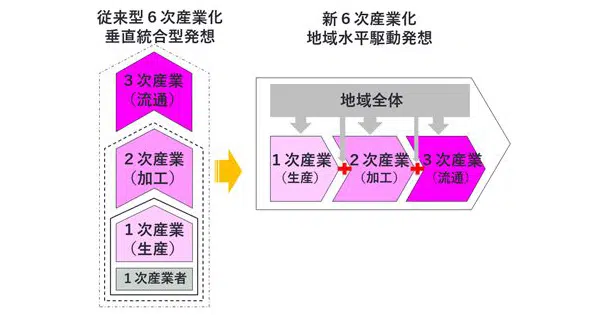 従来型６次産業化
垂直統合型発想
３次産業
（流通）
２次産業
（加工）
１次産業
（生産）
１次産業者
新６次産業化
地域水平駆動発想
地域全体
１次産業
（生産）
２次産業
（加工）
３次産業
（流通）